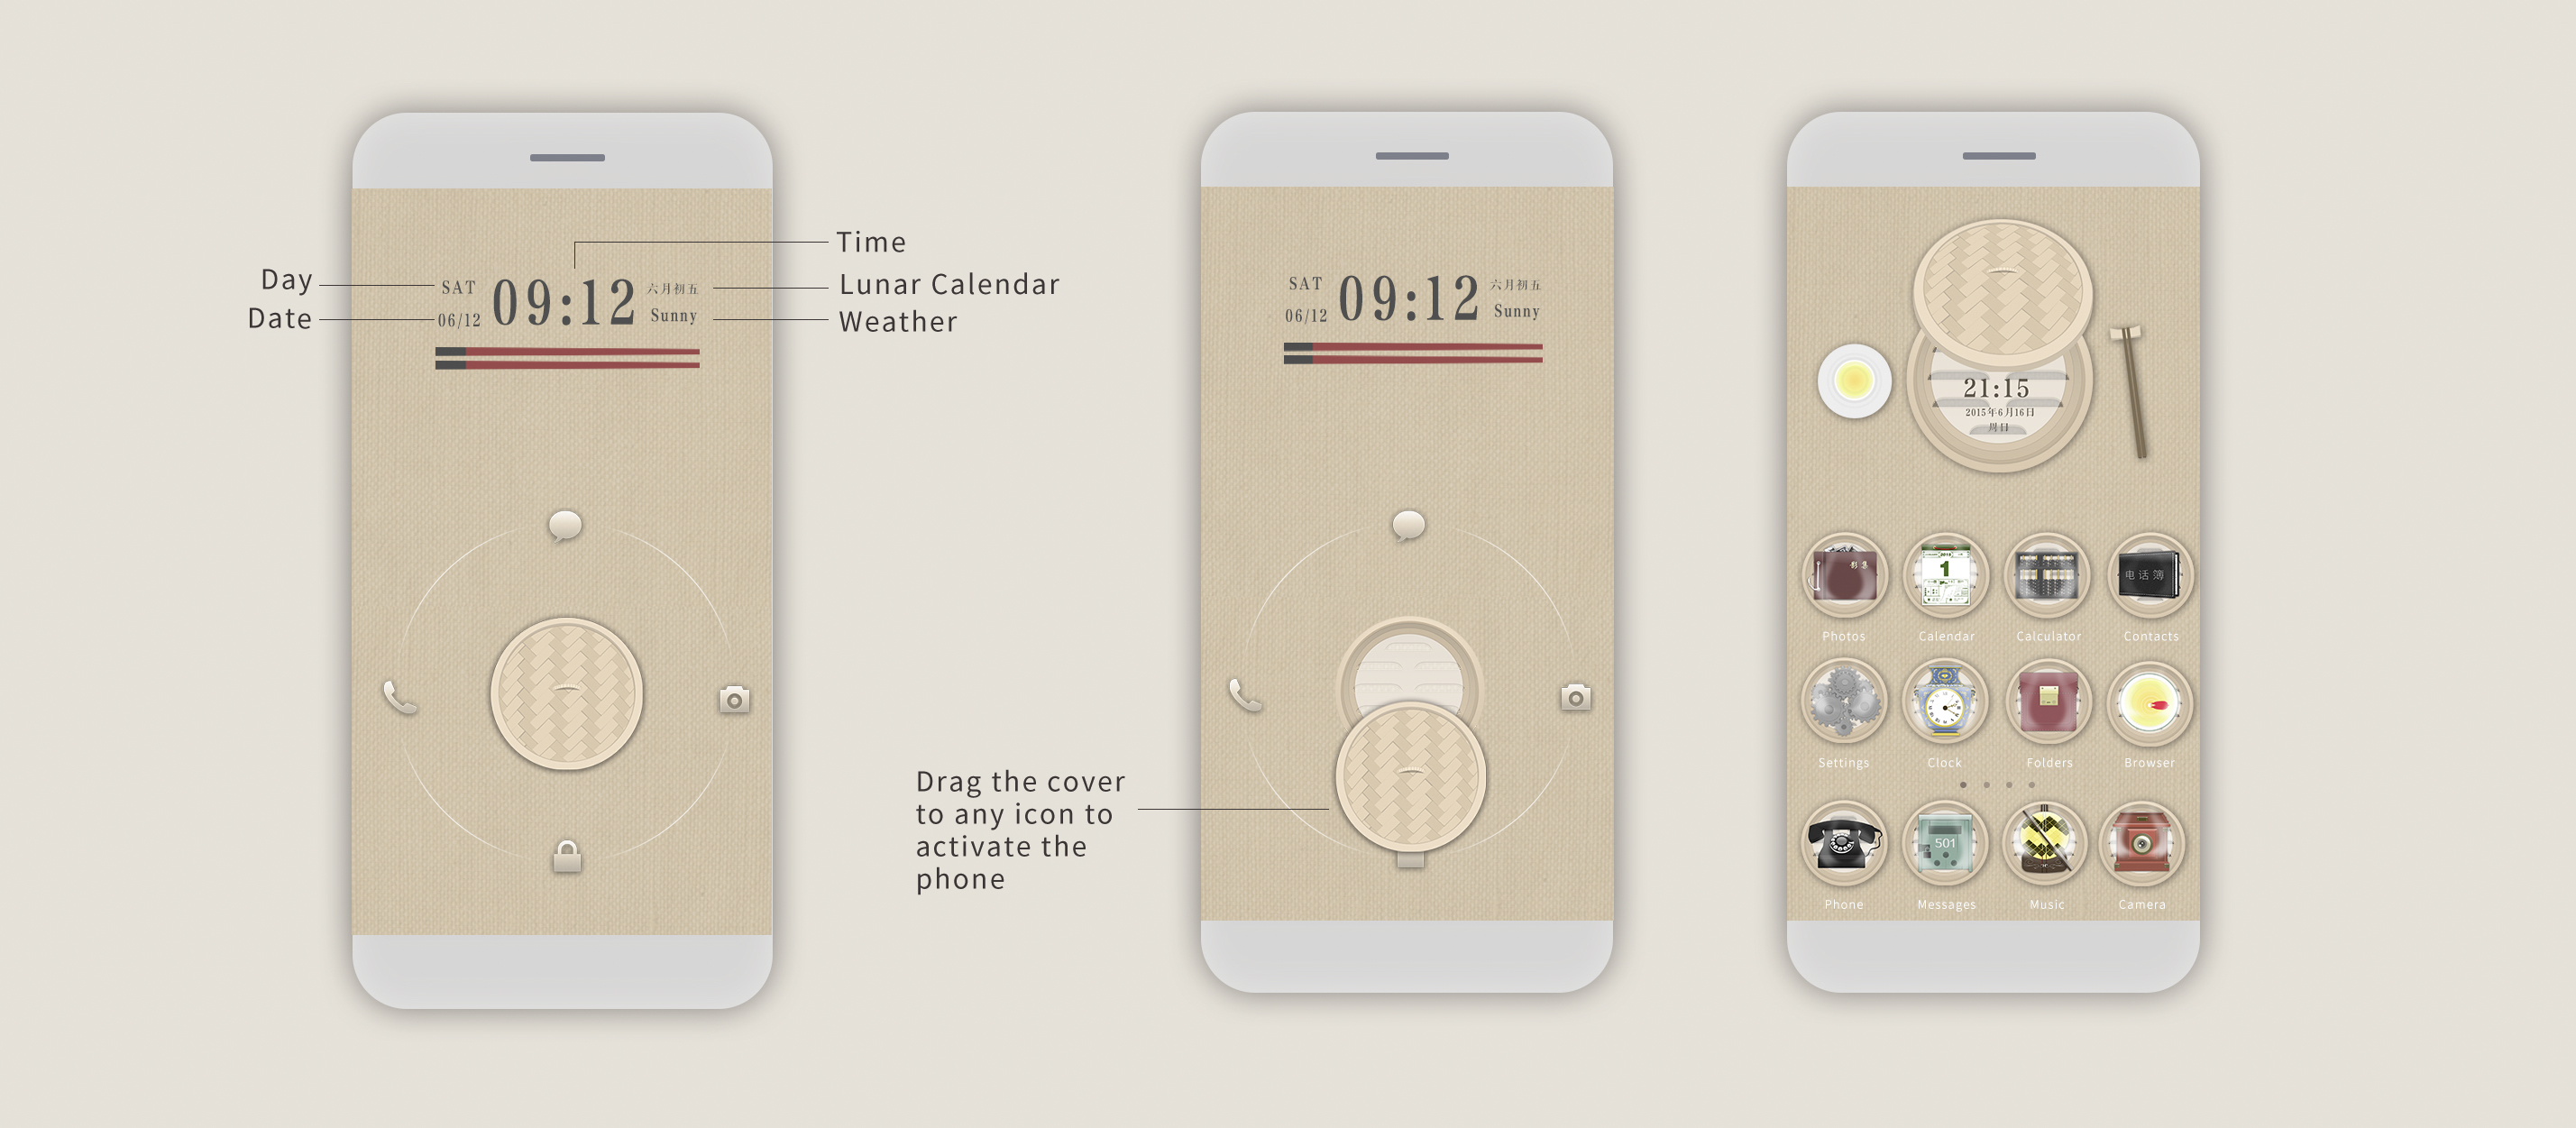 Time
Day
Lunar Calendar
Date
Weather
SAT
09:12
六月初五
06/12
Sunny
SAT
09:12
六月初五
06/12
Sunny
Drag the cover
to any icon to
activate the
phone
21:15
2015年6月16日
周日
影集
1
电话簿
Photos
Calendar
Calculator
Contacts
Settings
Clock
Folders
Browser
501
Phone
Messages
Music
Camera